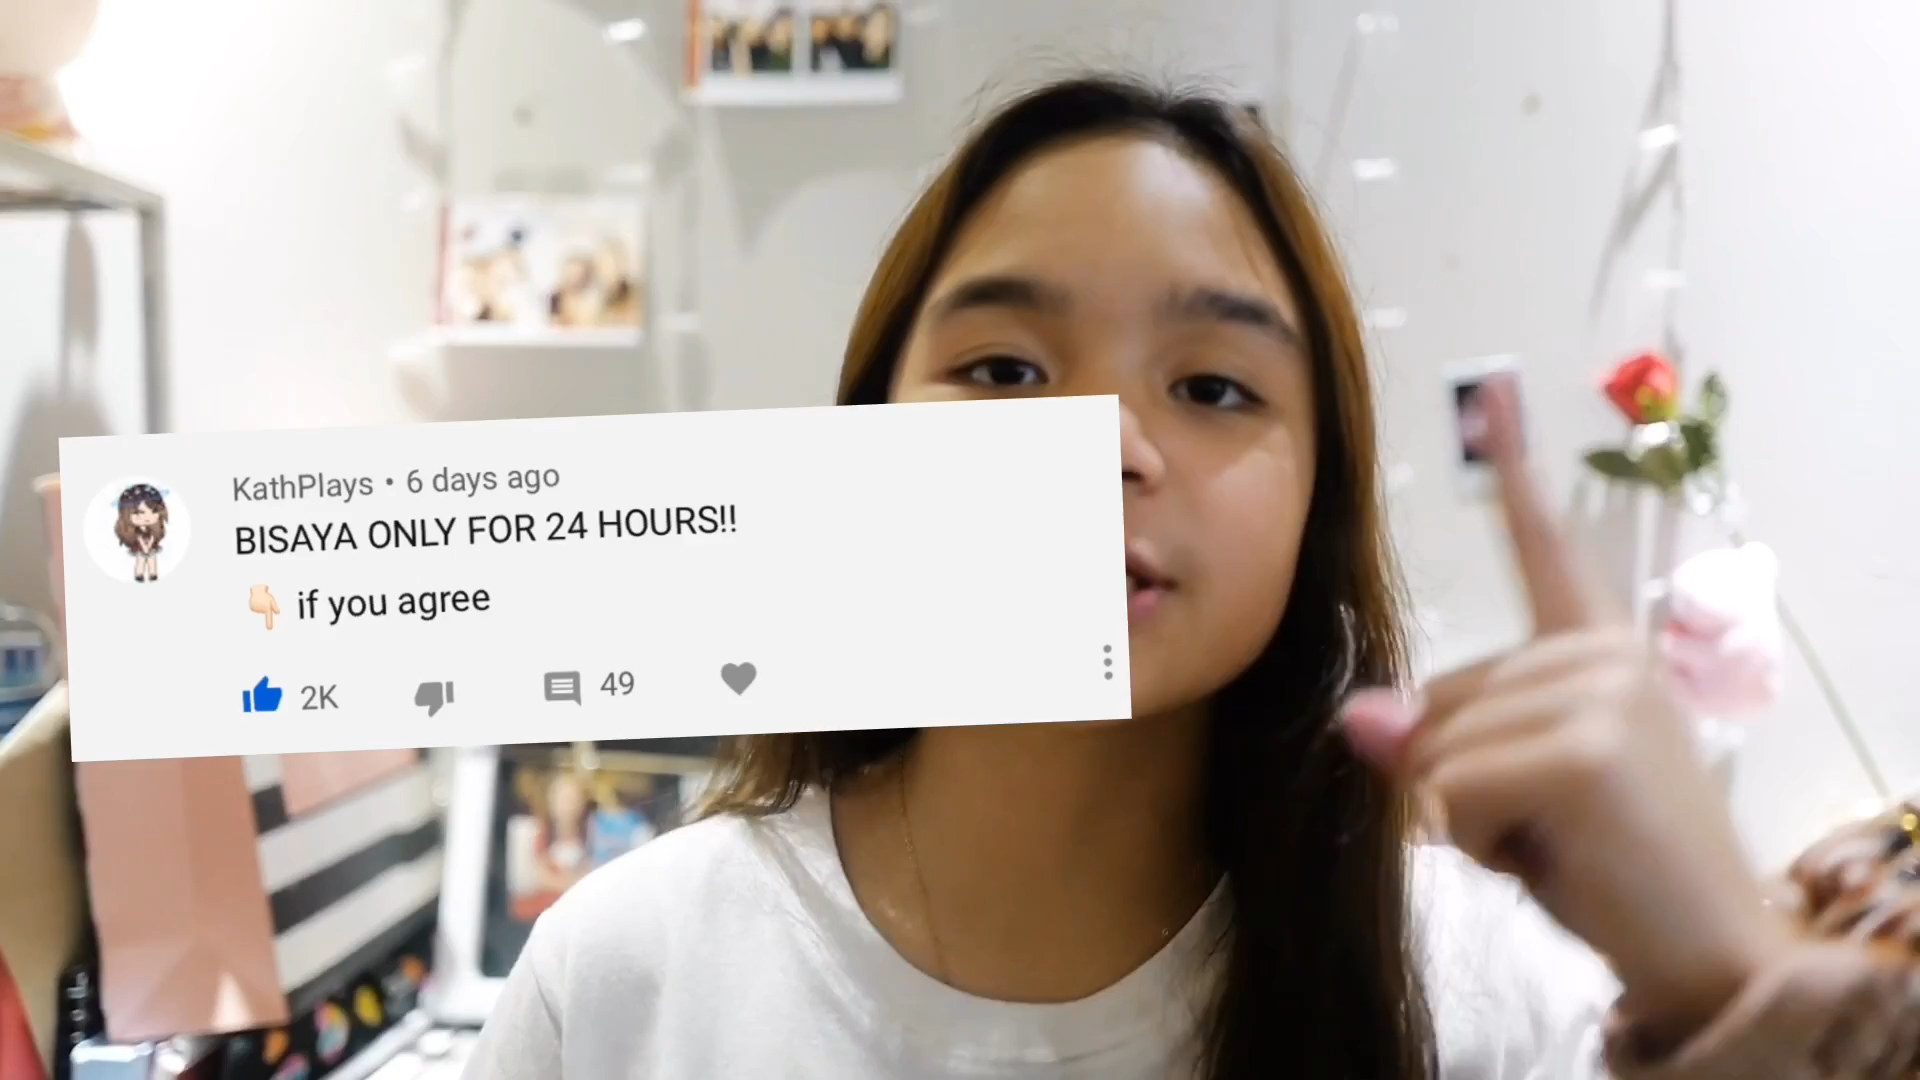 KathPlays • 6 days ago
BISAYA ONLY FOR 24 HOURS!!
👇🏻 if you agree
2K
49